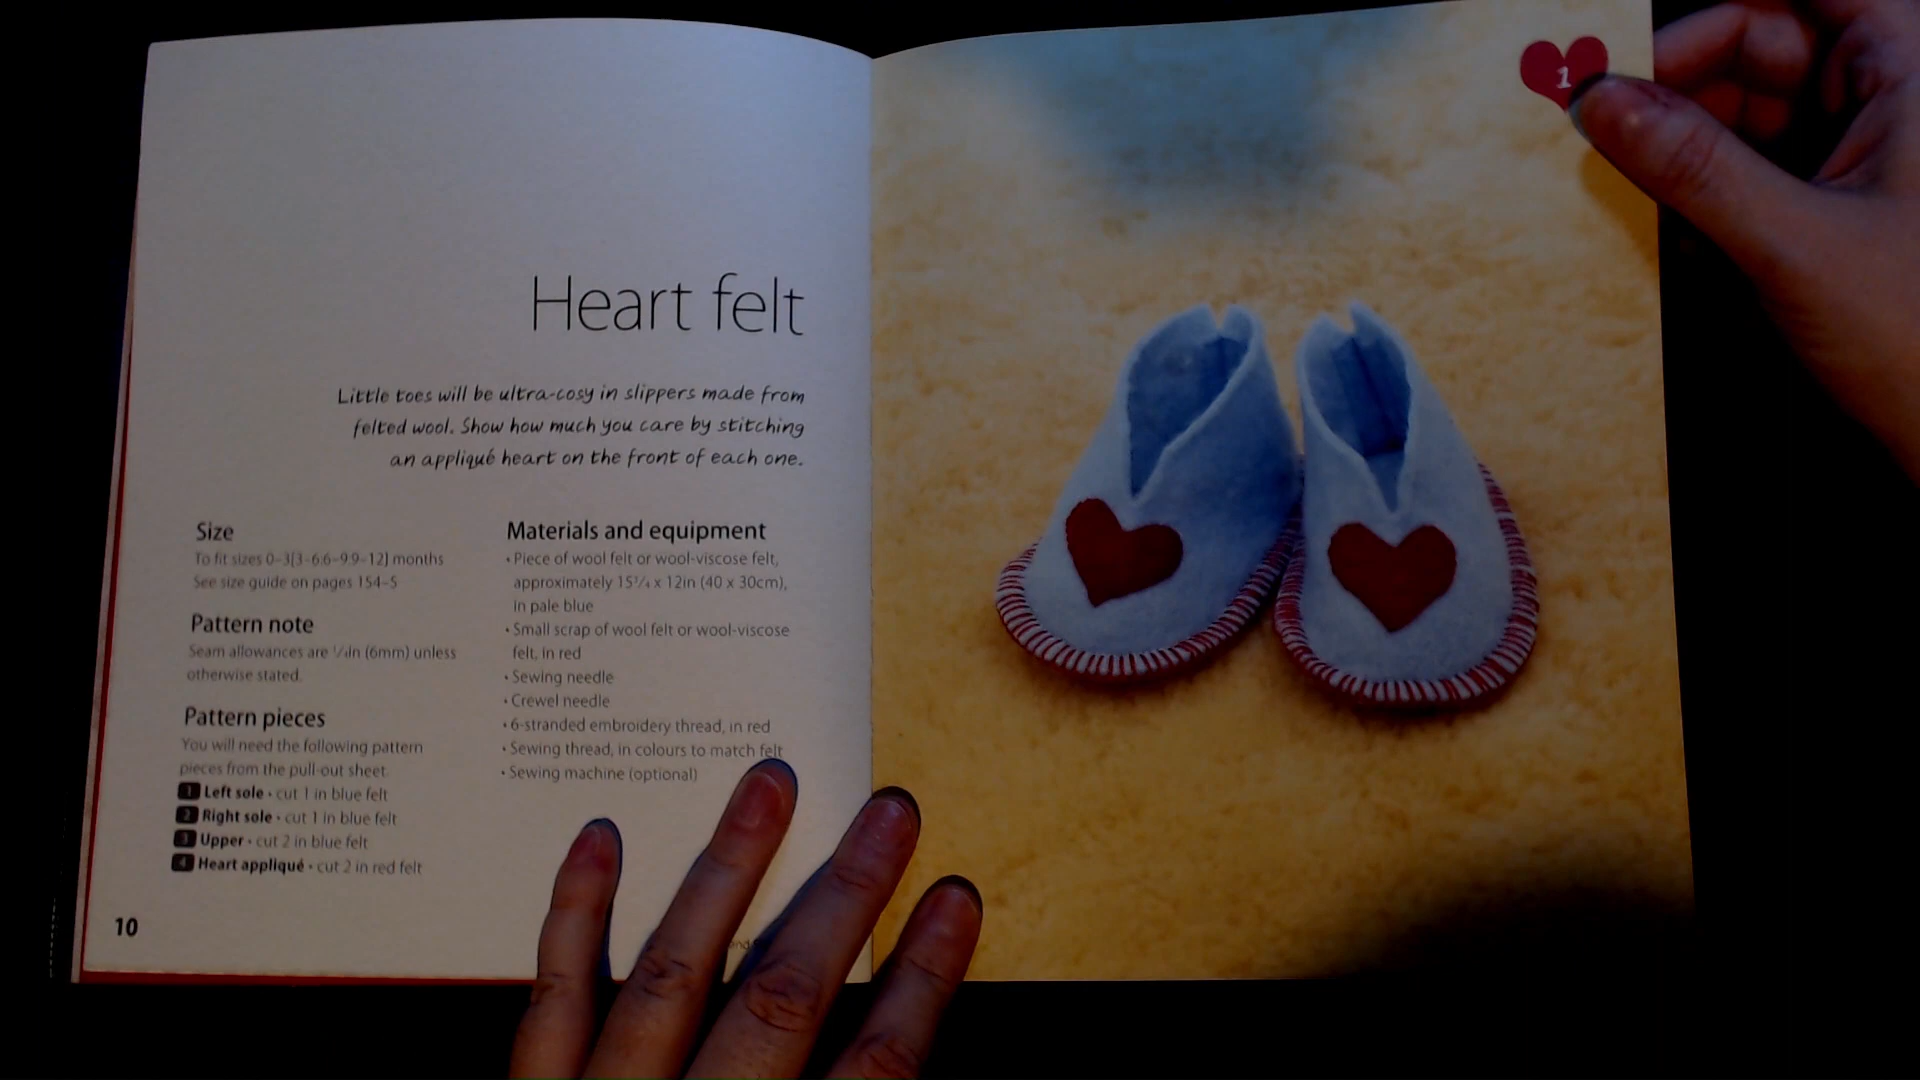 Heart felt
Little toes will be ultra-cosy in slippers made from
felted wool. Show how much you care by stitching
an appliqué heart on the front of each one.
Size
To fit sizes 0–3[3–6:6–9:9–12] months
See size guide on pages 154–5
Pattern note
Seam allowances are ¼in (6mm) unless
otherwise stated.
Pattern pieces
You will need the following pattern
pieces from the pull-out sheet.
1 Left sole • cut 1 in blue felt
2 Right sole • cut 1 in blue felt
3 Upper • cut 2 in blue felt
4 Heart appliqué • cut 2 in red felt
Materials and equipment
• Piece of wool felt or wool-viscose felt,
approximately 15¾ x 12in (40 x 30cm),
in pale blue
• Small scrap of wool felt or wool-viscose
felt, in red
• Sewing needle
• Crewel needle
• 6-stranded embroidery thread, in red
• Sewing thread, in colours to match felt
• Sewing machine (optional)
10
1